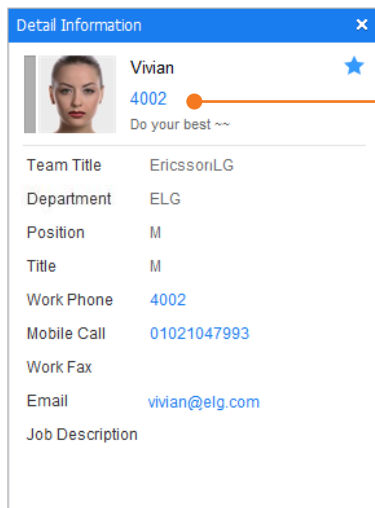 Detail Information
Vivian
4002
Do your best ~~
Team Title EricssonLG
Department ELG
Position M
Title M
Work Phone 4002
Mobile Call 01021047993
Work Fax
Email vivian@elg.com
Job Description